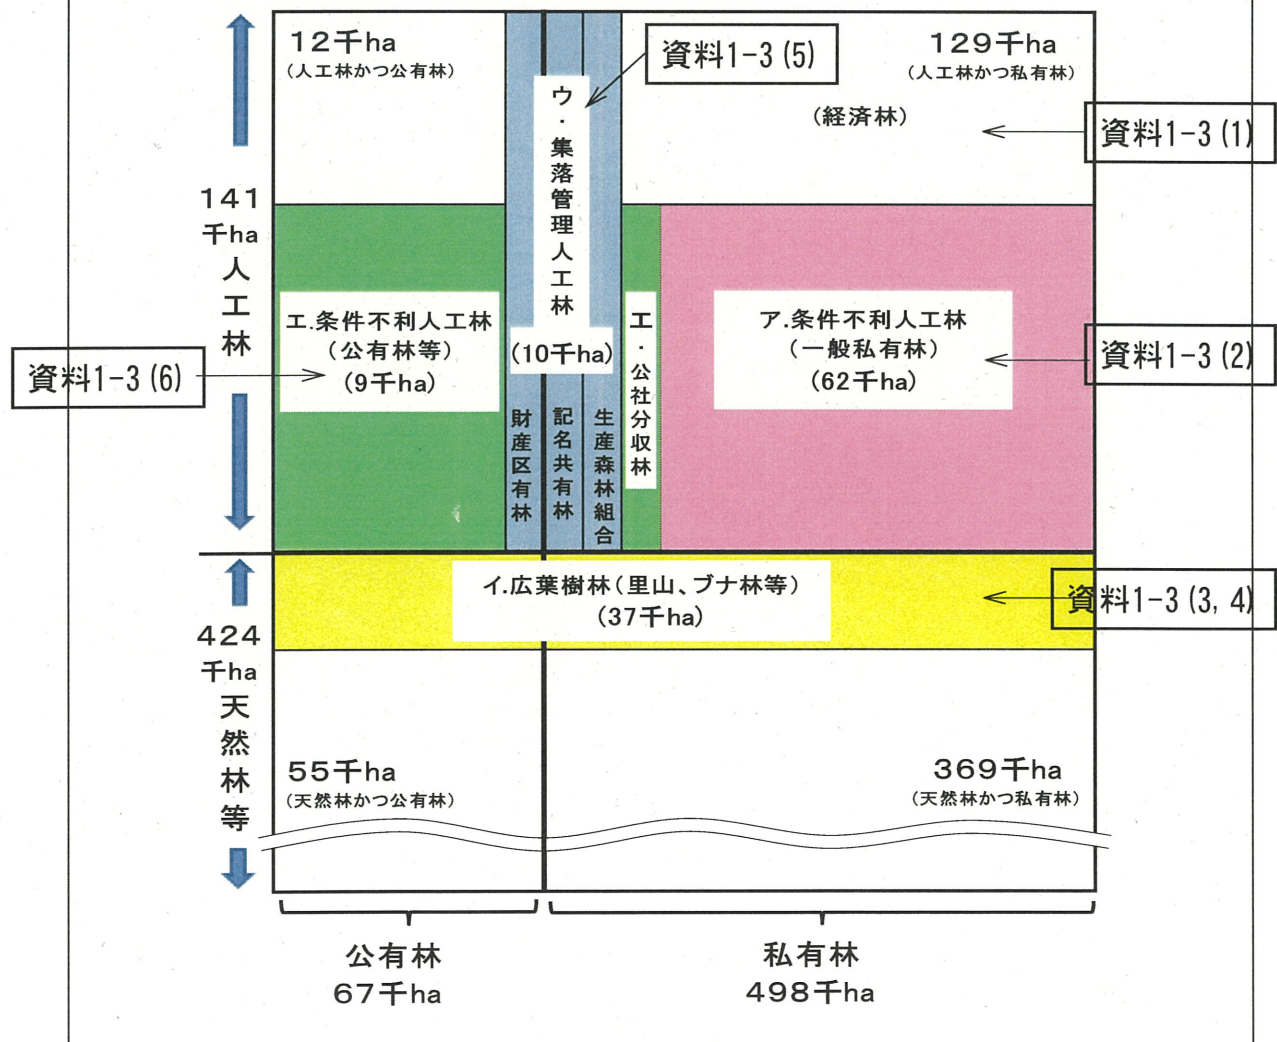 12千ha
(人工林かつ公有林)
資料1-3(5)
129千ha
(人工林かつ私有林)
(経済林)
資料1-3(1)
141
千ha
人工林
ウ・集落管理人工林
(10千ha)
エ.条件不利人工林
(公有林等)
(9千ha)
資料1-3(6)
エ・公社分収林
ア.条件不利人工林
(一般私有林)
(62千ha)
資料1-3(2)
財産区有林
記名共有林
生産森林組合
イ.広葉樹林(里山、ブナ林等)
(37千ha)
資料1-3(3,4)
424
千ha
天然林等
55千ha
(天然林かつ公有林)
369千ha
(天然林かつ私有林)
公有林
67千ha
私有林
498千ha